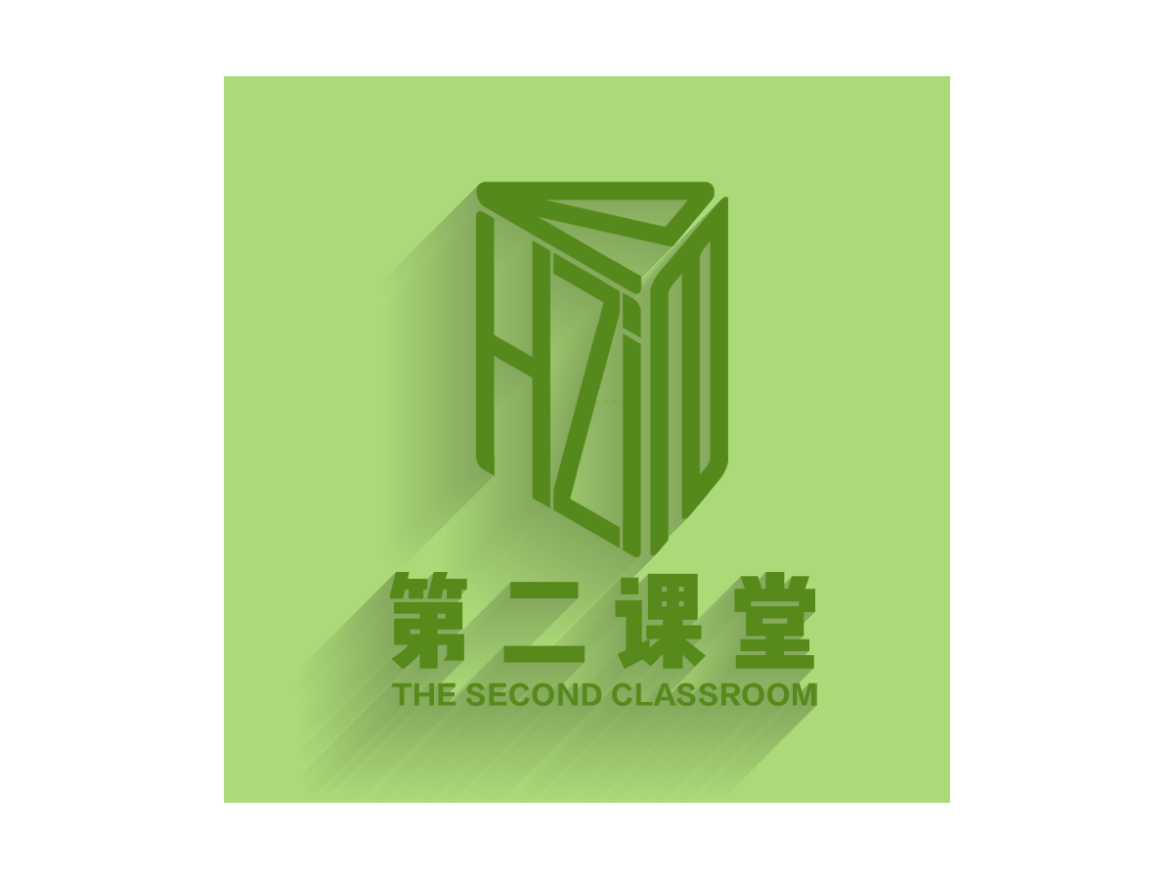 第二课堂
THE SECOND CLASSROOM